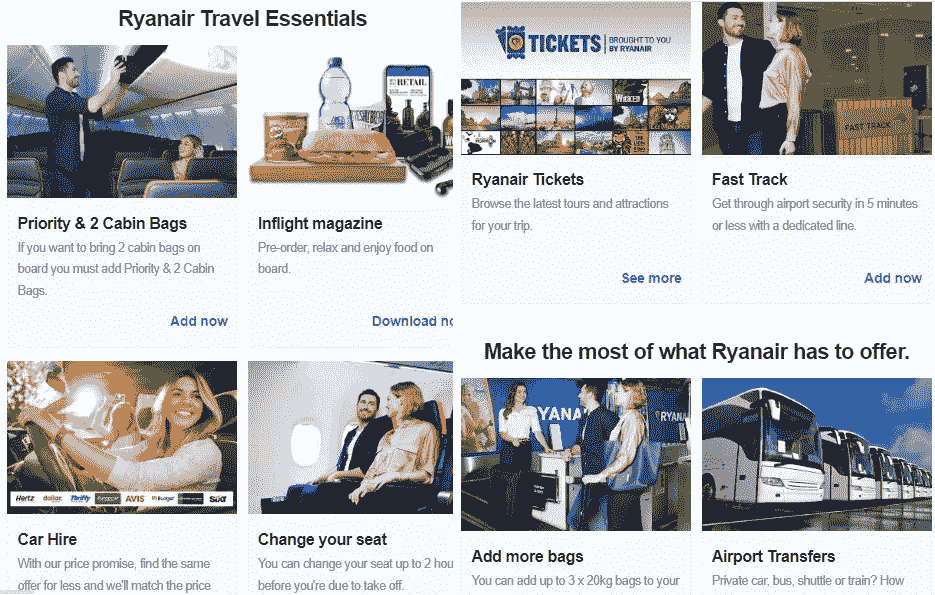 Ryanair Travel Essentials
Priority & 2 Cabin Bags
If you want to bring 2 cabin bags on
board you must add Priority & 2 Cabin
Bags.
Add now
RETAIL
Inflight magazine
Pre-order, relax and enjoy food on
board.
Download no
Hertz dollar. Thrifty AVIS Budget SIXT
Car Hire
With our price promise, find the same
offer for less and we'll match the price
Change your seat
You can change your seat up to 2 hou
before you're due to take off.
TICKETS BROUGHT TO YOU
BY RYANAIR
WICKED
Ryanair Tickets
Browse the latest tours and attractions
for your trip.
See more
FAST TRACK
Fast Track
Get through airport security in 5 minutes
or less with a dedicated line.
Add now
Make the most of what Ryanair has to offer.
RYANA
RYANA
Add more bags
You can add up to 3 x 20kg bags to your
Airport Transfers
Private car, bus, shuttle or train? How